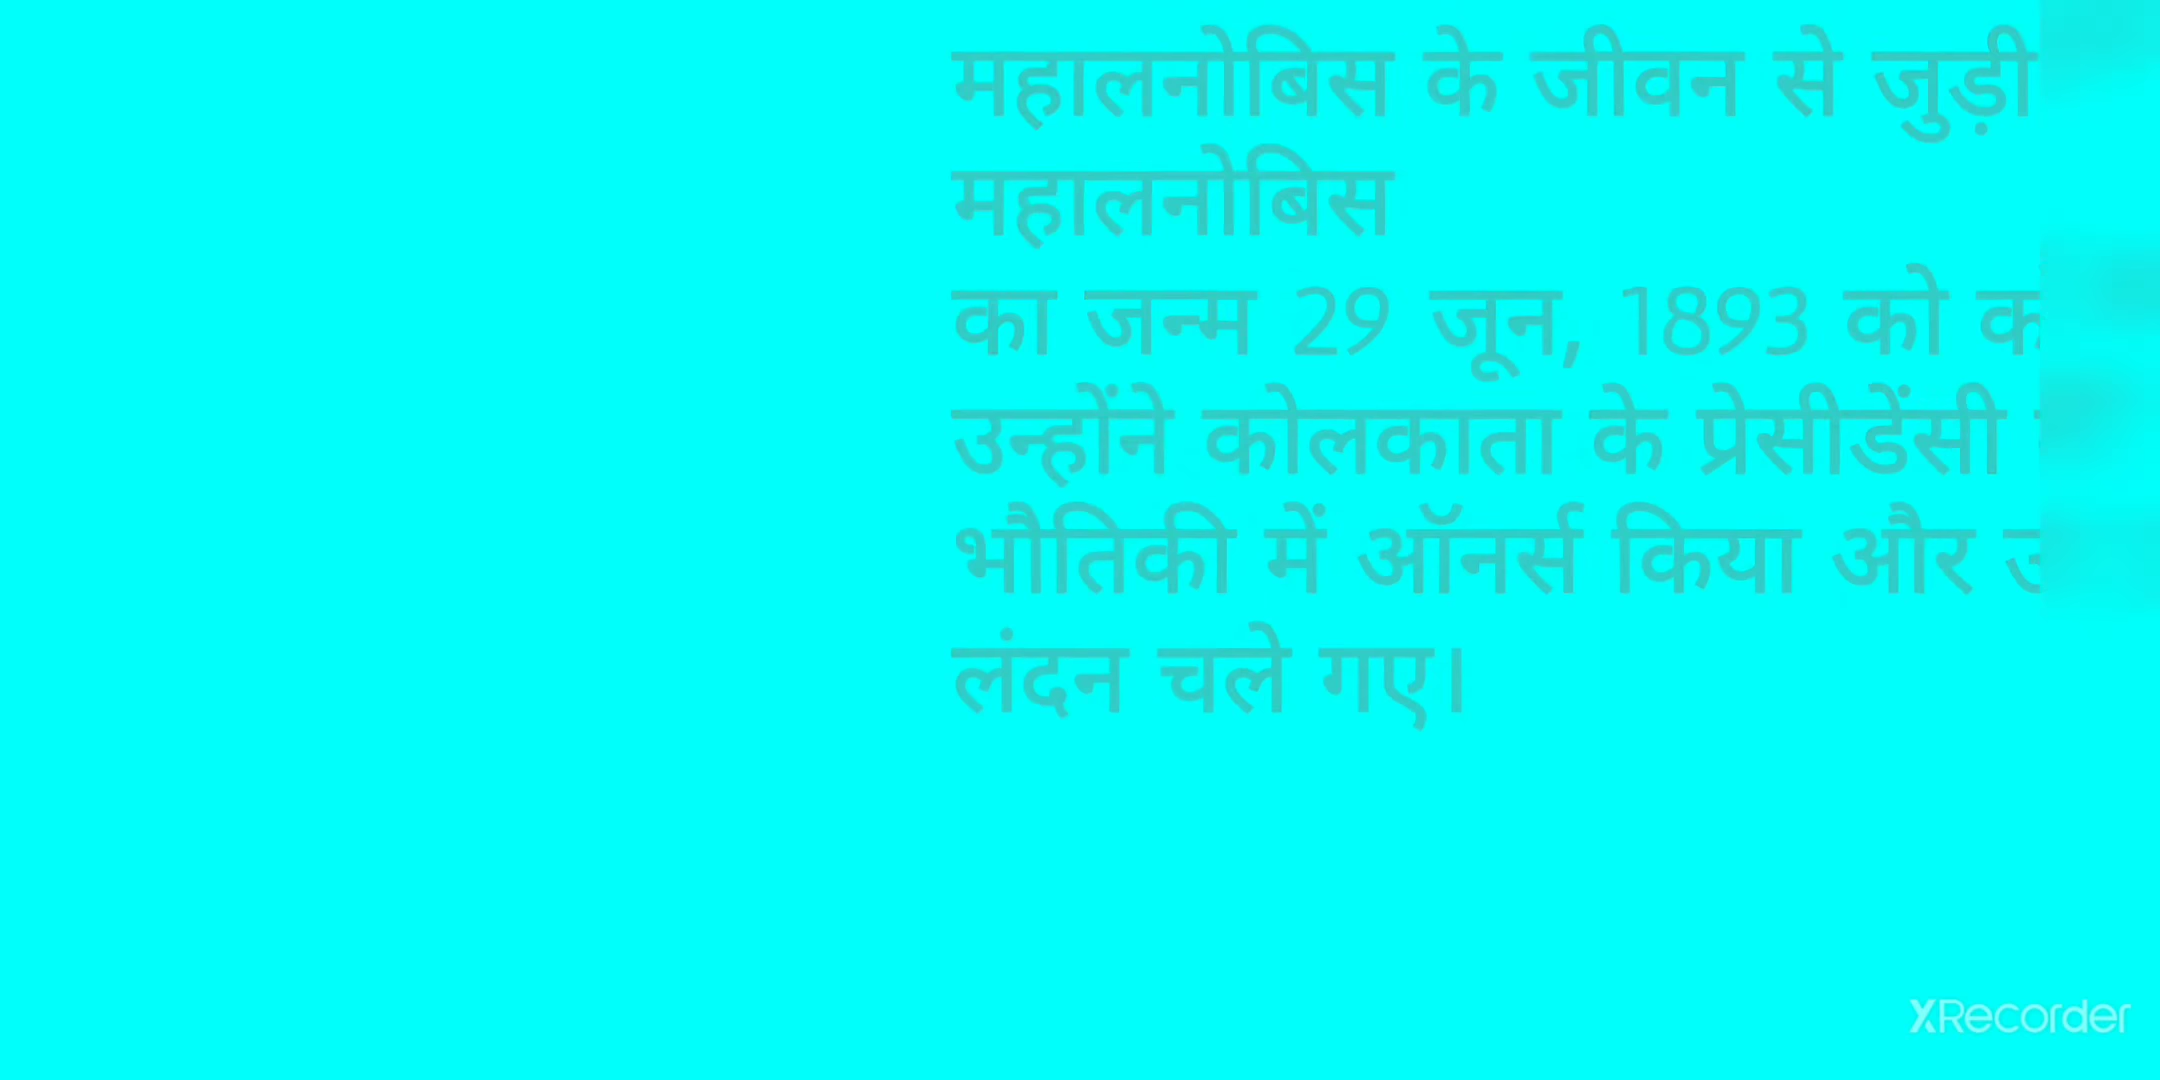 महालनोबिस के जीवन से जुड़ी
महालनोबिस
का जन्म 29 जून, 1893 को
उन्होंने कोलकाता के प्रेसीडेंसी
भौतिकी में ऑनर्स किया और
लंदन चले गए।
XRecorder